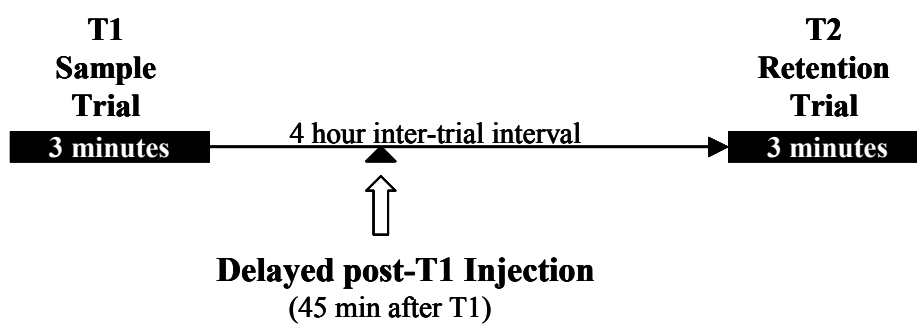 T1
Sample
Trial
3 minutes
4 hour inter-trial interval
T2
Retention
Trial
3 minutes
Delayed post-T1 Injection
(45 min after T1)